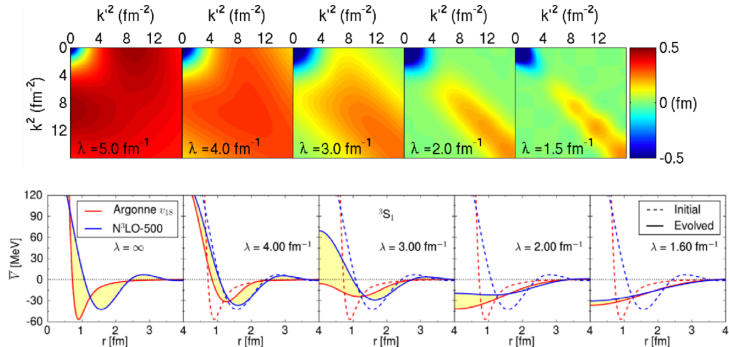 k′² (fm⁻²) k′² (fm⁻²) k′² (fm⁻²) k′² (fm⁻²) k′² (fm⁻²)
0 4 8 12 0 4 8 12 0 4 8 12 0 4 8 12 0 4 8 12
k² (fm⁻²)
0
4
8
12
λ =5.0 fm⁻¹ λ =4.0 fm⁻¹ λ =3.0 fm⁻¹ λ =2.0 fm⁻¹ λ =1.5 fm⁻¹
0.5
0 (fm)
-0.5
V̅ [MeV]
120
90
60
30
0
-30
-60
Argonne v₁₈
N³LO-500
λ = ∞
λ = 4.00 fm⁻¹
³S₁
λ = 3.00 fm⁻¹
λ = 2.00 fm⁻¹
Initial
Evolved
λ = 1.60 fm⁻¹
0 1 2 3 4 1 2 3 4 1 2 3 4 1 2 3 4 1 2 3 4
r [fm] r [fm] r [fm] r [fm] r [fm]